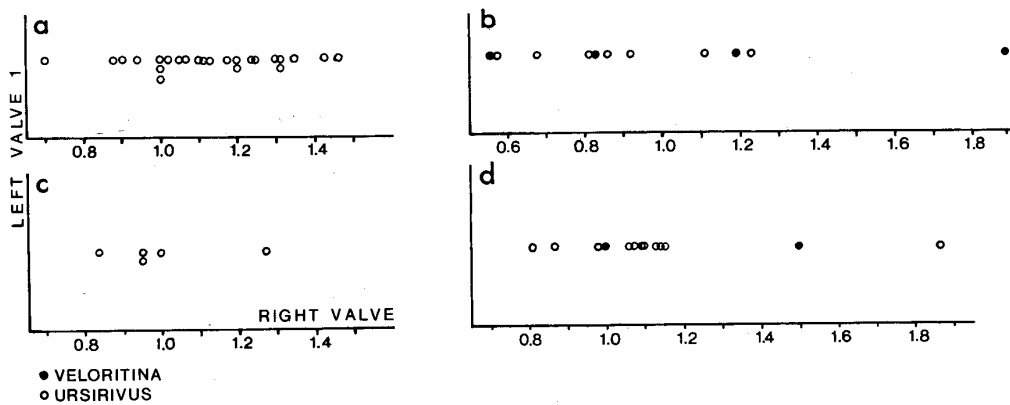 a
LEFT VALVE 1
0.8 1.0 1.2 1.4
b
0.6 0.8 1.0 1.2 1.4 1.6 1.8
c
RIGHT VALVE
0.8 1.0 1.2 1.4
d
0.8 1.0 1.2 1.4 1.6 1.8
● VELORITINA
○ URSIRIVUS